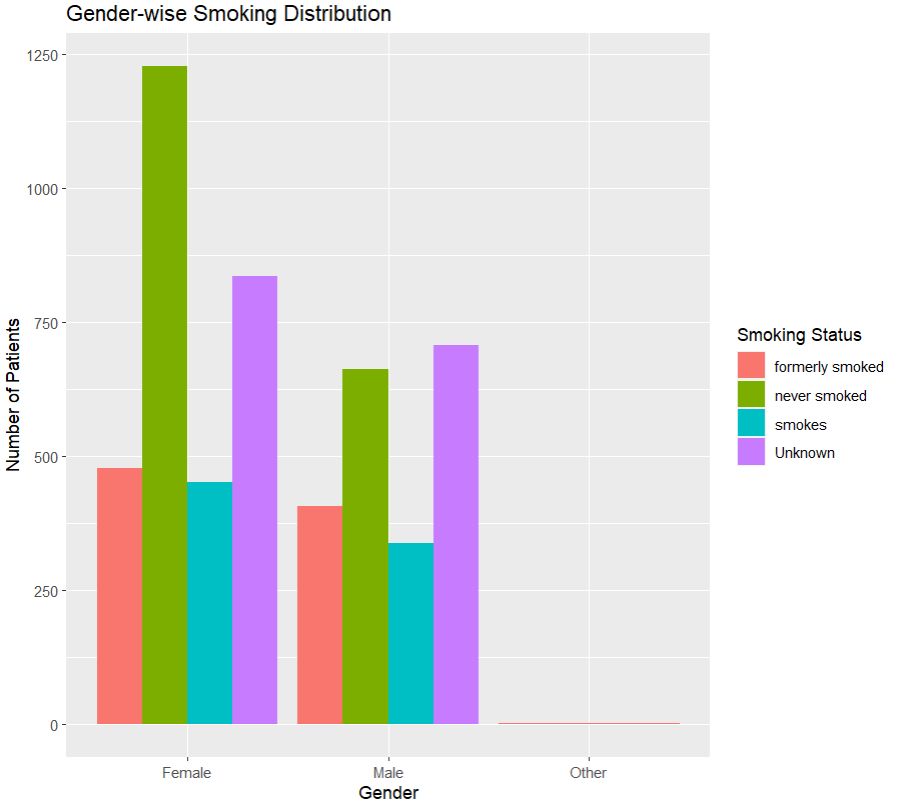 Gender-wise Smoking Distribution
Number of Patients
1250
1000
750
500
250
0
Female Male Other
Gender
Smoking Status
formerly smoked
never smoked
smokes
Unknown